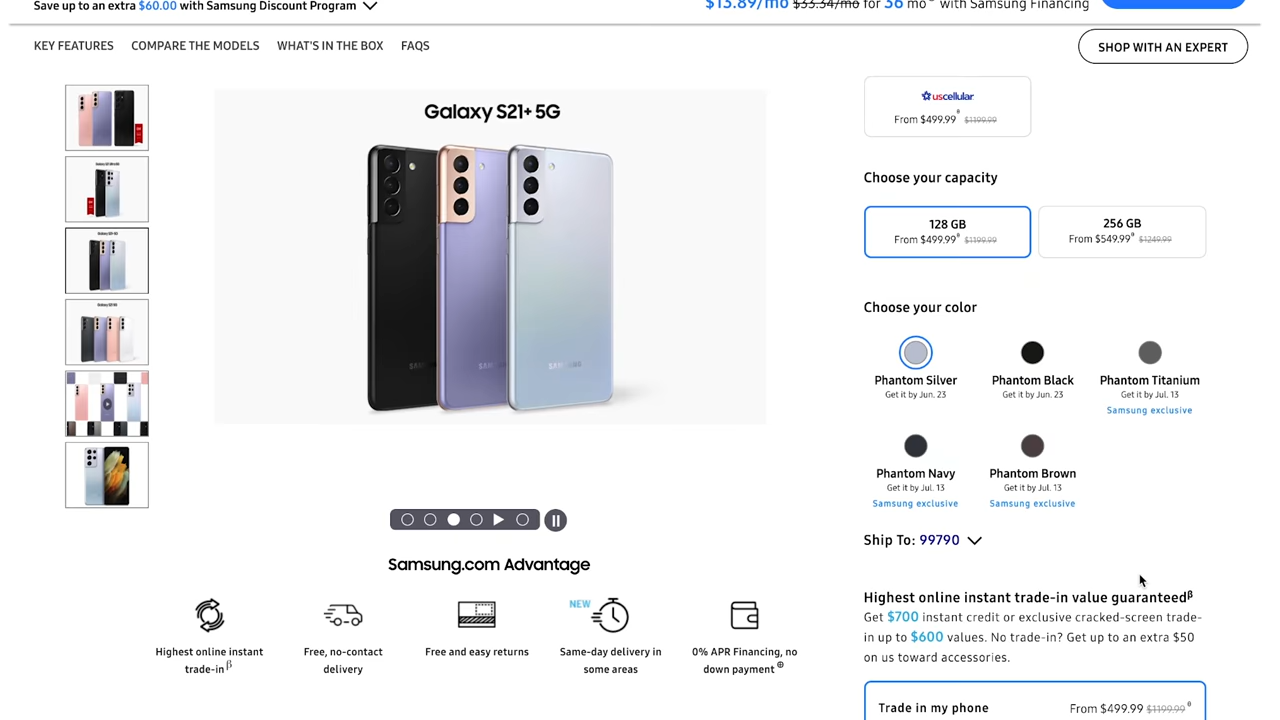 Save up to an extra $60.00 with Samsung Discount Program
$13.89/mo $33.34/mo for 36 mo with Samsung Financing
KEY FEATURES COMPARE THE MODELS WHAT'S IN THE BOX FAQS
SHOP WITH AN EXPERT
Galaxy S21+ 5G
uscellular
From $499.99 $1199.99
Choose your capacity
128 GB
From $499.99 $1199.99
256 GB
From $549.99 $1249.99
Choose your color
Phantom Silver
Get it by Jun. 23
Phantom Black
Get it by Jun. 23
Phantom Titanium
Get it by Jul. 13
Samsung exclusive
Phantom Navy
Get it by Jul. 13
Samsung exclusive
Phantom Brown
Get it by Jul. 13
Samsung exclusive
Ship To: 99790
Samsung.com Advantage
Highest online instant
trade-in β
Free, no-contact
delivery
Free and easy returns
NEW
Same-day delivery in
some areas
0% APR Financing, no
down payment ⊕
Highest online instant trade-in value guaranteedβ
Get $700 instant credit or exclusive cracked-screen trade-
in up to $600 values. No trade-in? Get up to an extra $50
on us toward accessories.
Trade in my phone
From $499.99 $1199.99